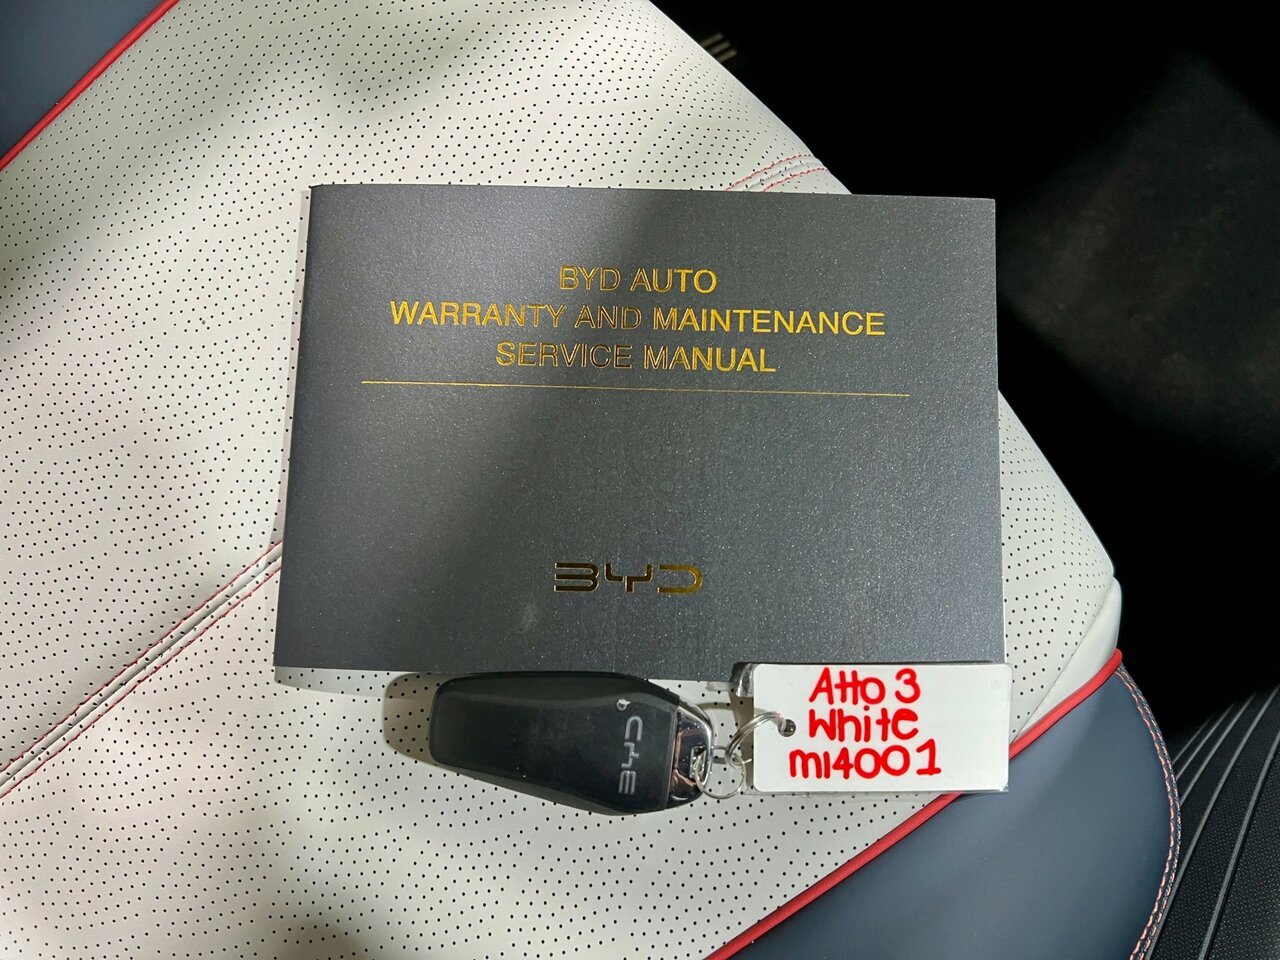 BYD AUTO
WARRANTY AND MAINTENANCE
SERVICE MANUAL
BYD
BYD
Atto 3
White
m14001